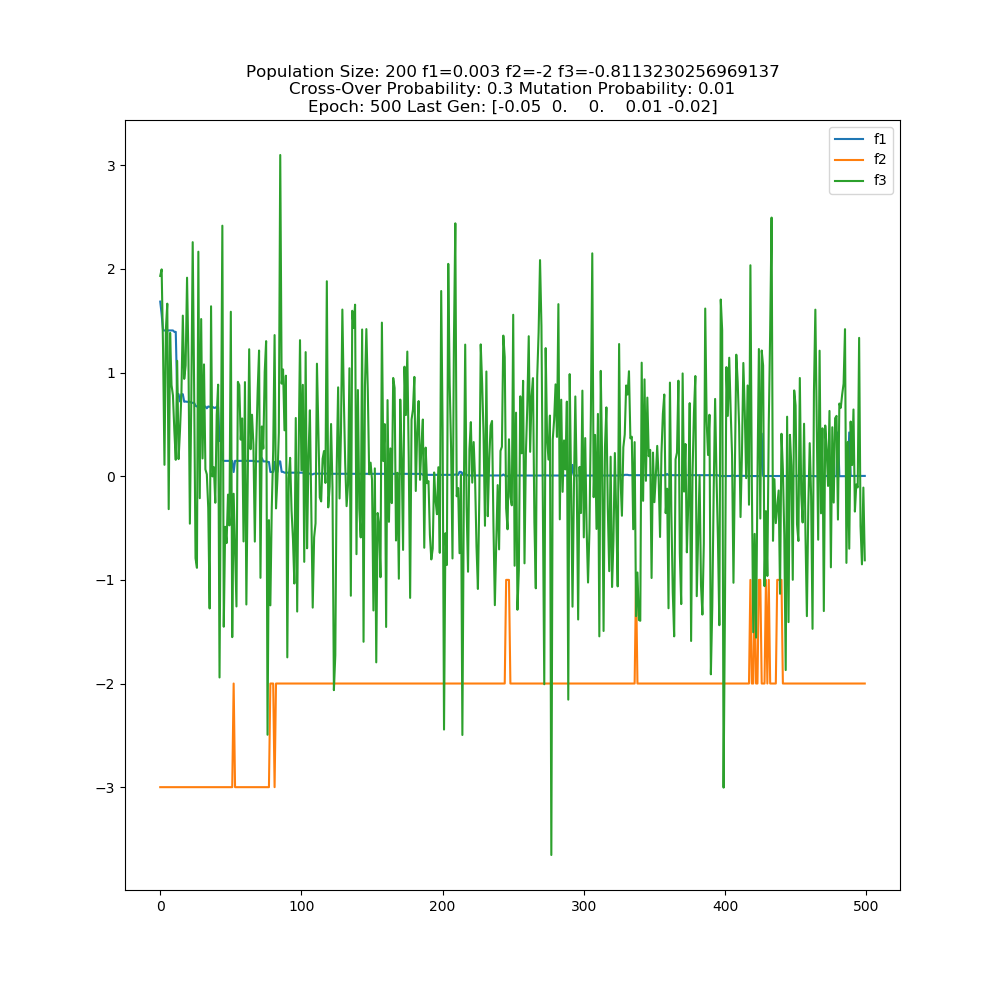 Population Size: 200 f1=0.003 f2=-2 f3=-0.8113230256969137
Cross-Over Probability: 0.3 Mutation Probability: 0.01
Epoch: 500 Last Gen: [-0.05  0.    0.    0.01 -0.02]
f1
f2
f3
3
2
1
0
−1
−2
−3
0 100 200 300 400 500